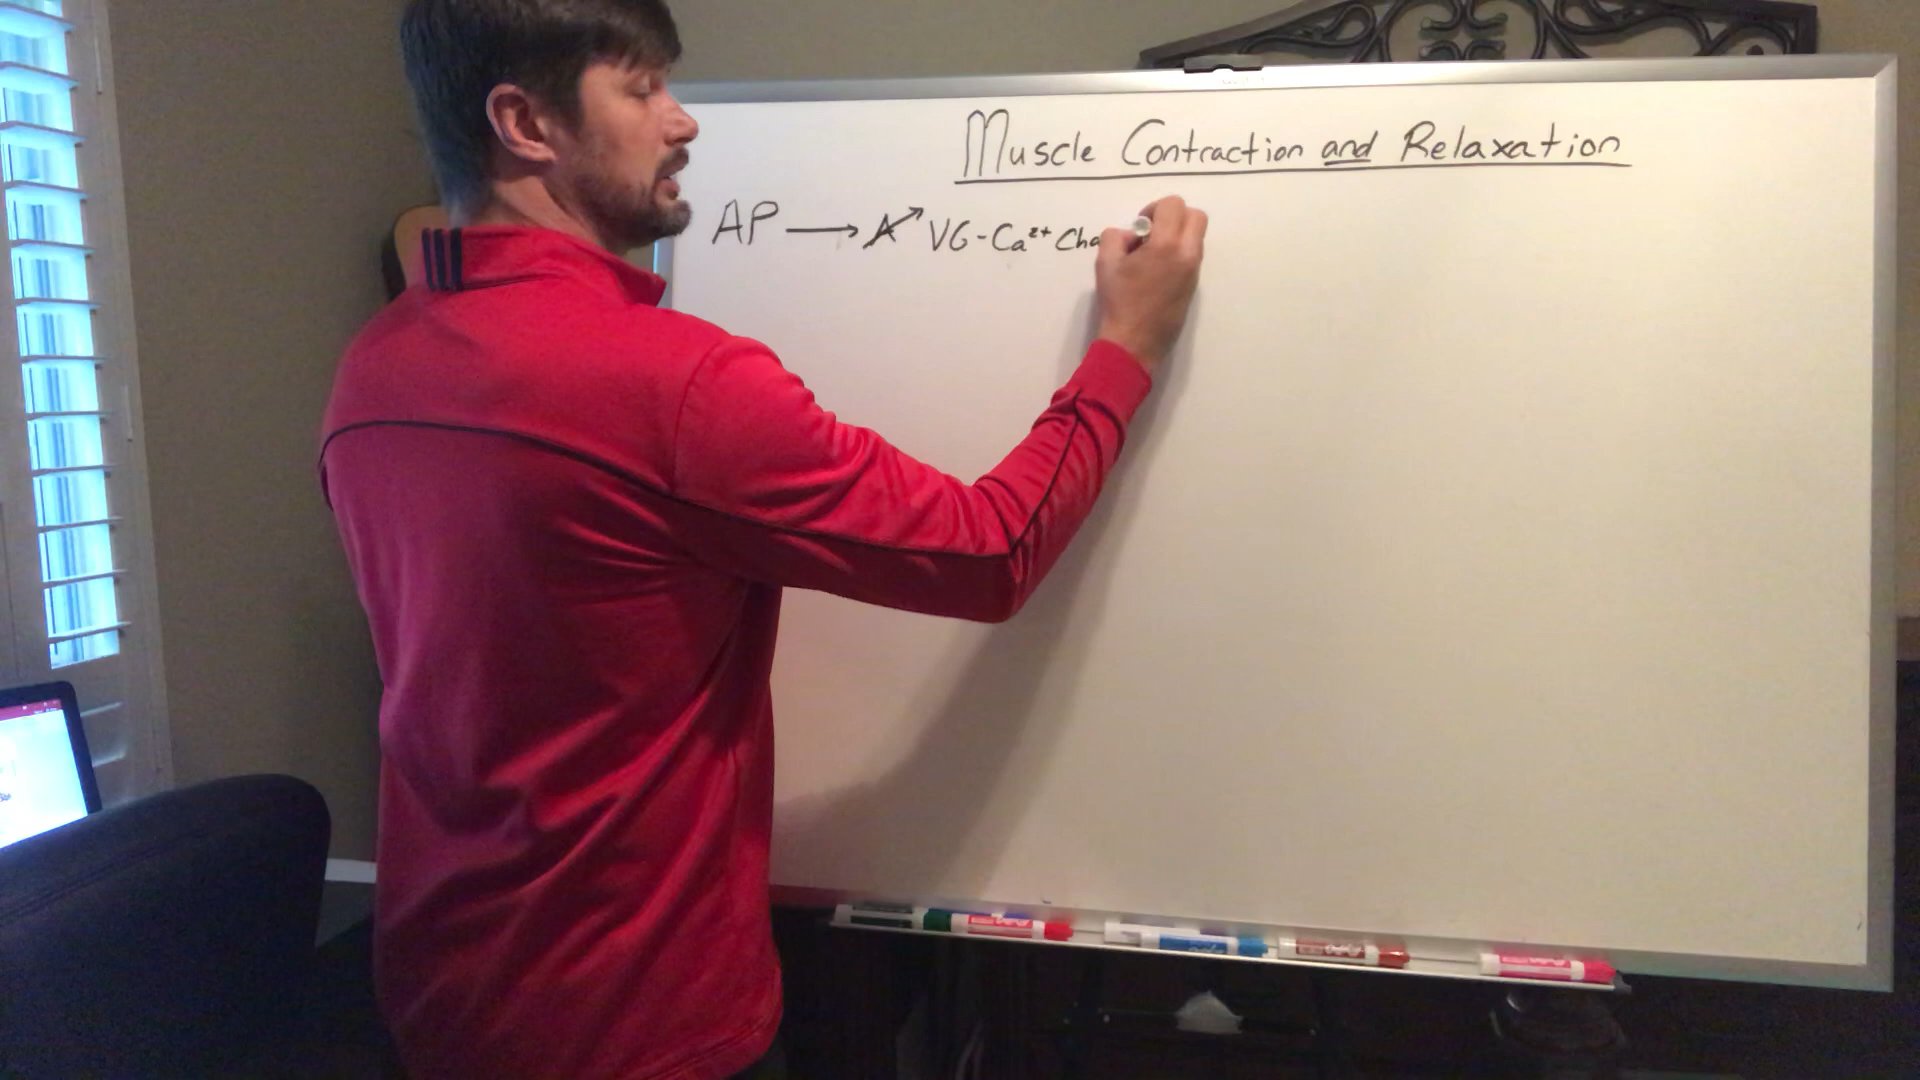 Muscle Contraction and Relaxation
AP → A↗ VG-Ca²⁺ Cha